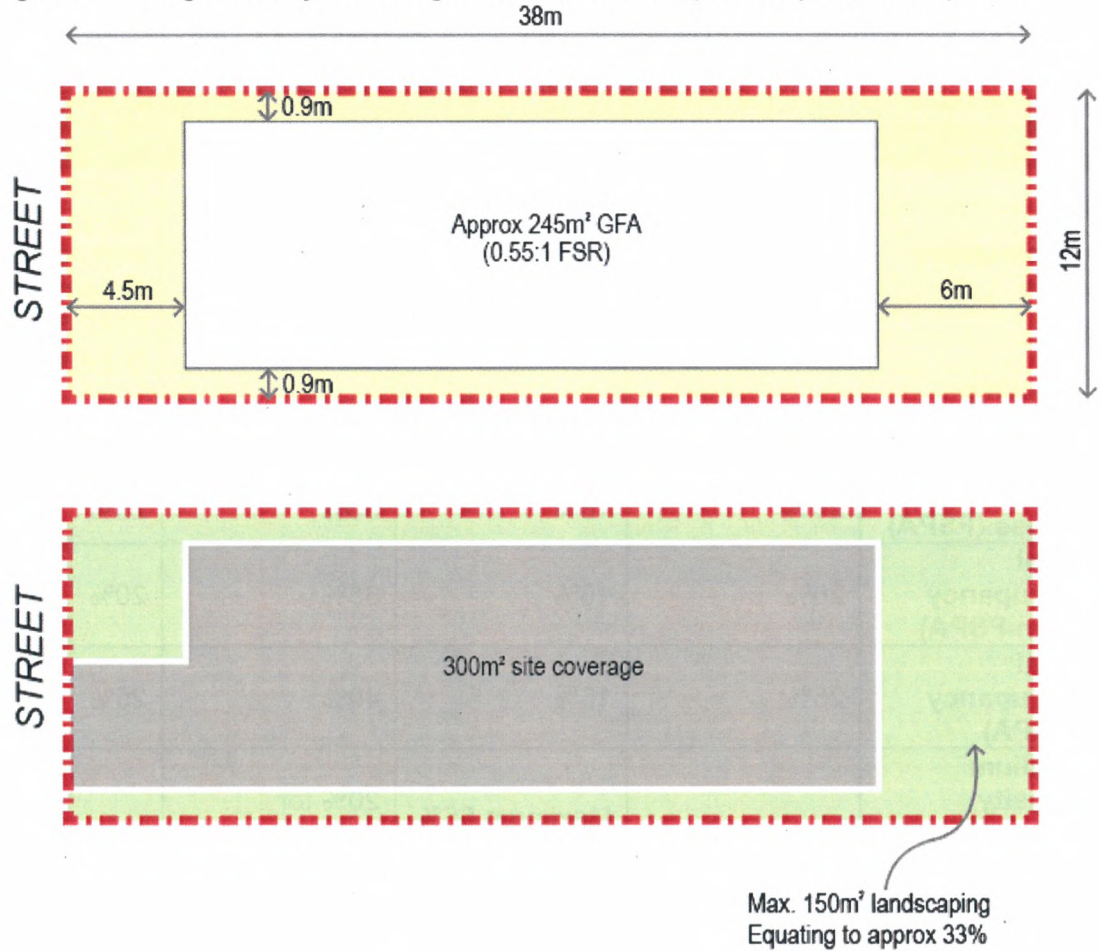 38m
0.9m
Approx 245m² GFA
(0.55:1 FSR)
STREET
4.5m
6m
12m
0.9m
300m² site coverage
STREET
20%
Max. 150m² landscaping
Equating to approx 33%